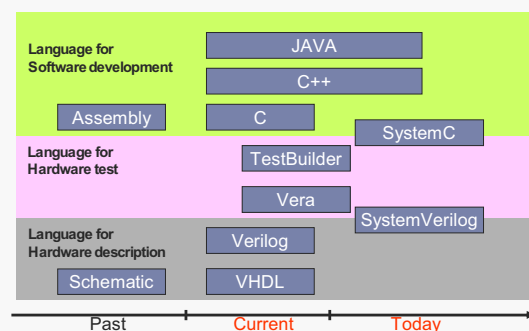 Language for
Software development
JAVA
C++
Assembly
C
SystemC
Language for
Hardware test
TestBuilder
Vera
SystemVerilog
Language for
Hardware description
Verilog
Schematic
VHDL
Past
Current
Today